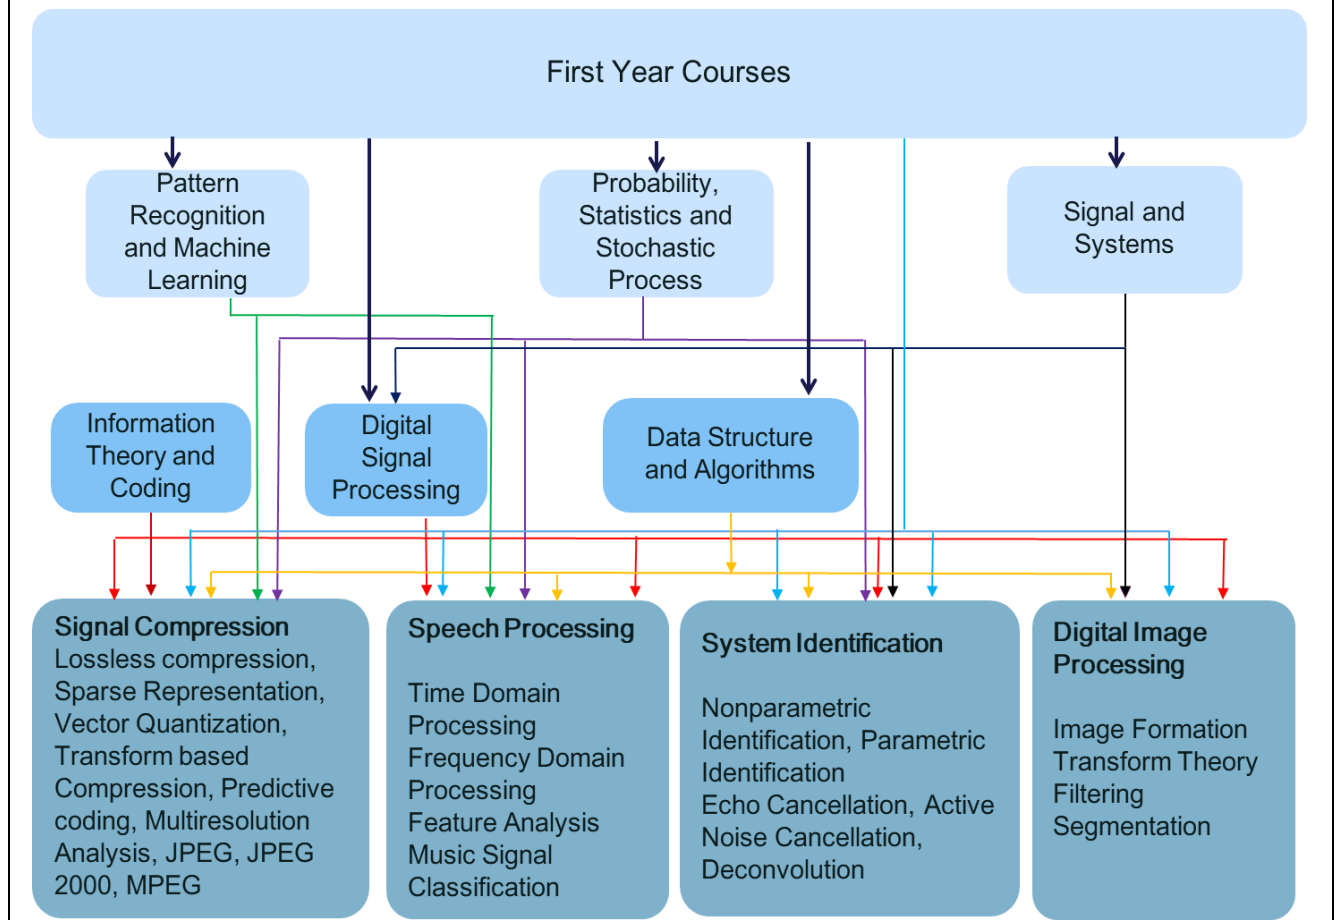 First Year Courses
Pattern
Recognition
and Machine
Learning
Probability,
Statistics and
Stochastic
Process
Signal and
Systems
Information
Theory and
Coding
Digital
Signal
Processing
Data Structure
and Algorithms
Signal Compression
Lossless compression,
Sparse Representation,
Vector Quantization,
Transform based
Compression, Predictive
coding, Multiresolution
Analysis, JPEG, JPEG
2000, MPEG
Speech Processing
Time Domain
Processing
Frequency Domain
Processing
Feature Analysis
Music Signal
Classification
System Identification
Nonparametric
Identification, Parametric
Identification
Echo Cancellation, Active
Noise Cancellation,
Deconvolution
Digital Image
Processing
Image Formation
Transform Theory
Filtering
Segmentation